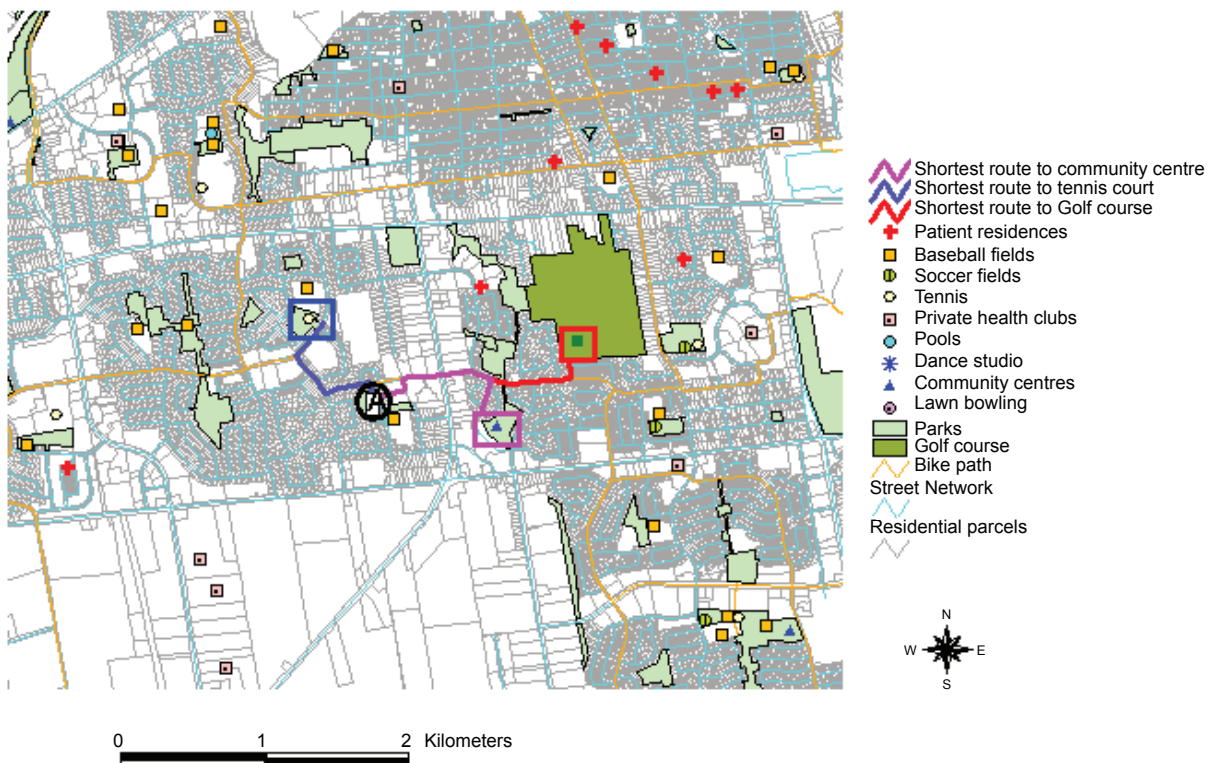 A
Shortest route to community centre
Shortest route to tennis court
Shortest route to Golf course
Patient residences
Baseball fields
Soccer fields
Tennis
Private health clubs
Pools
Dance studio
Community centres
Lawn bowling
Parks
Golf course
Bike path
Street Network
Residential parcels
N
W E
S
0 1 2 Kilometers